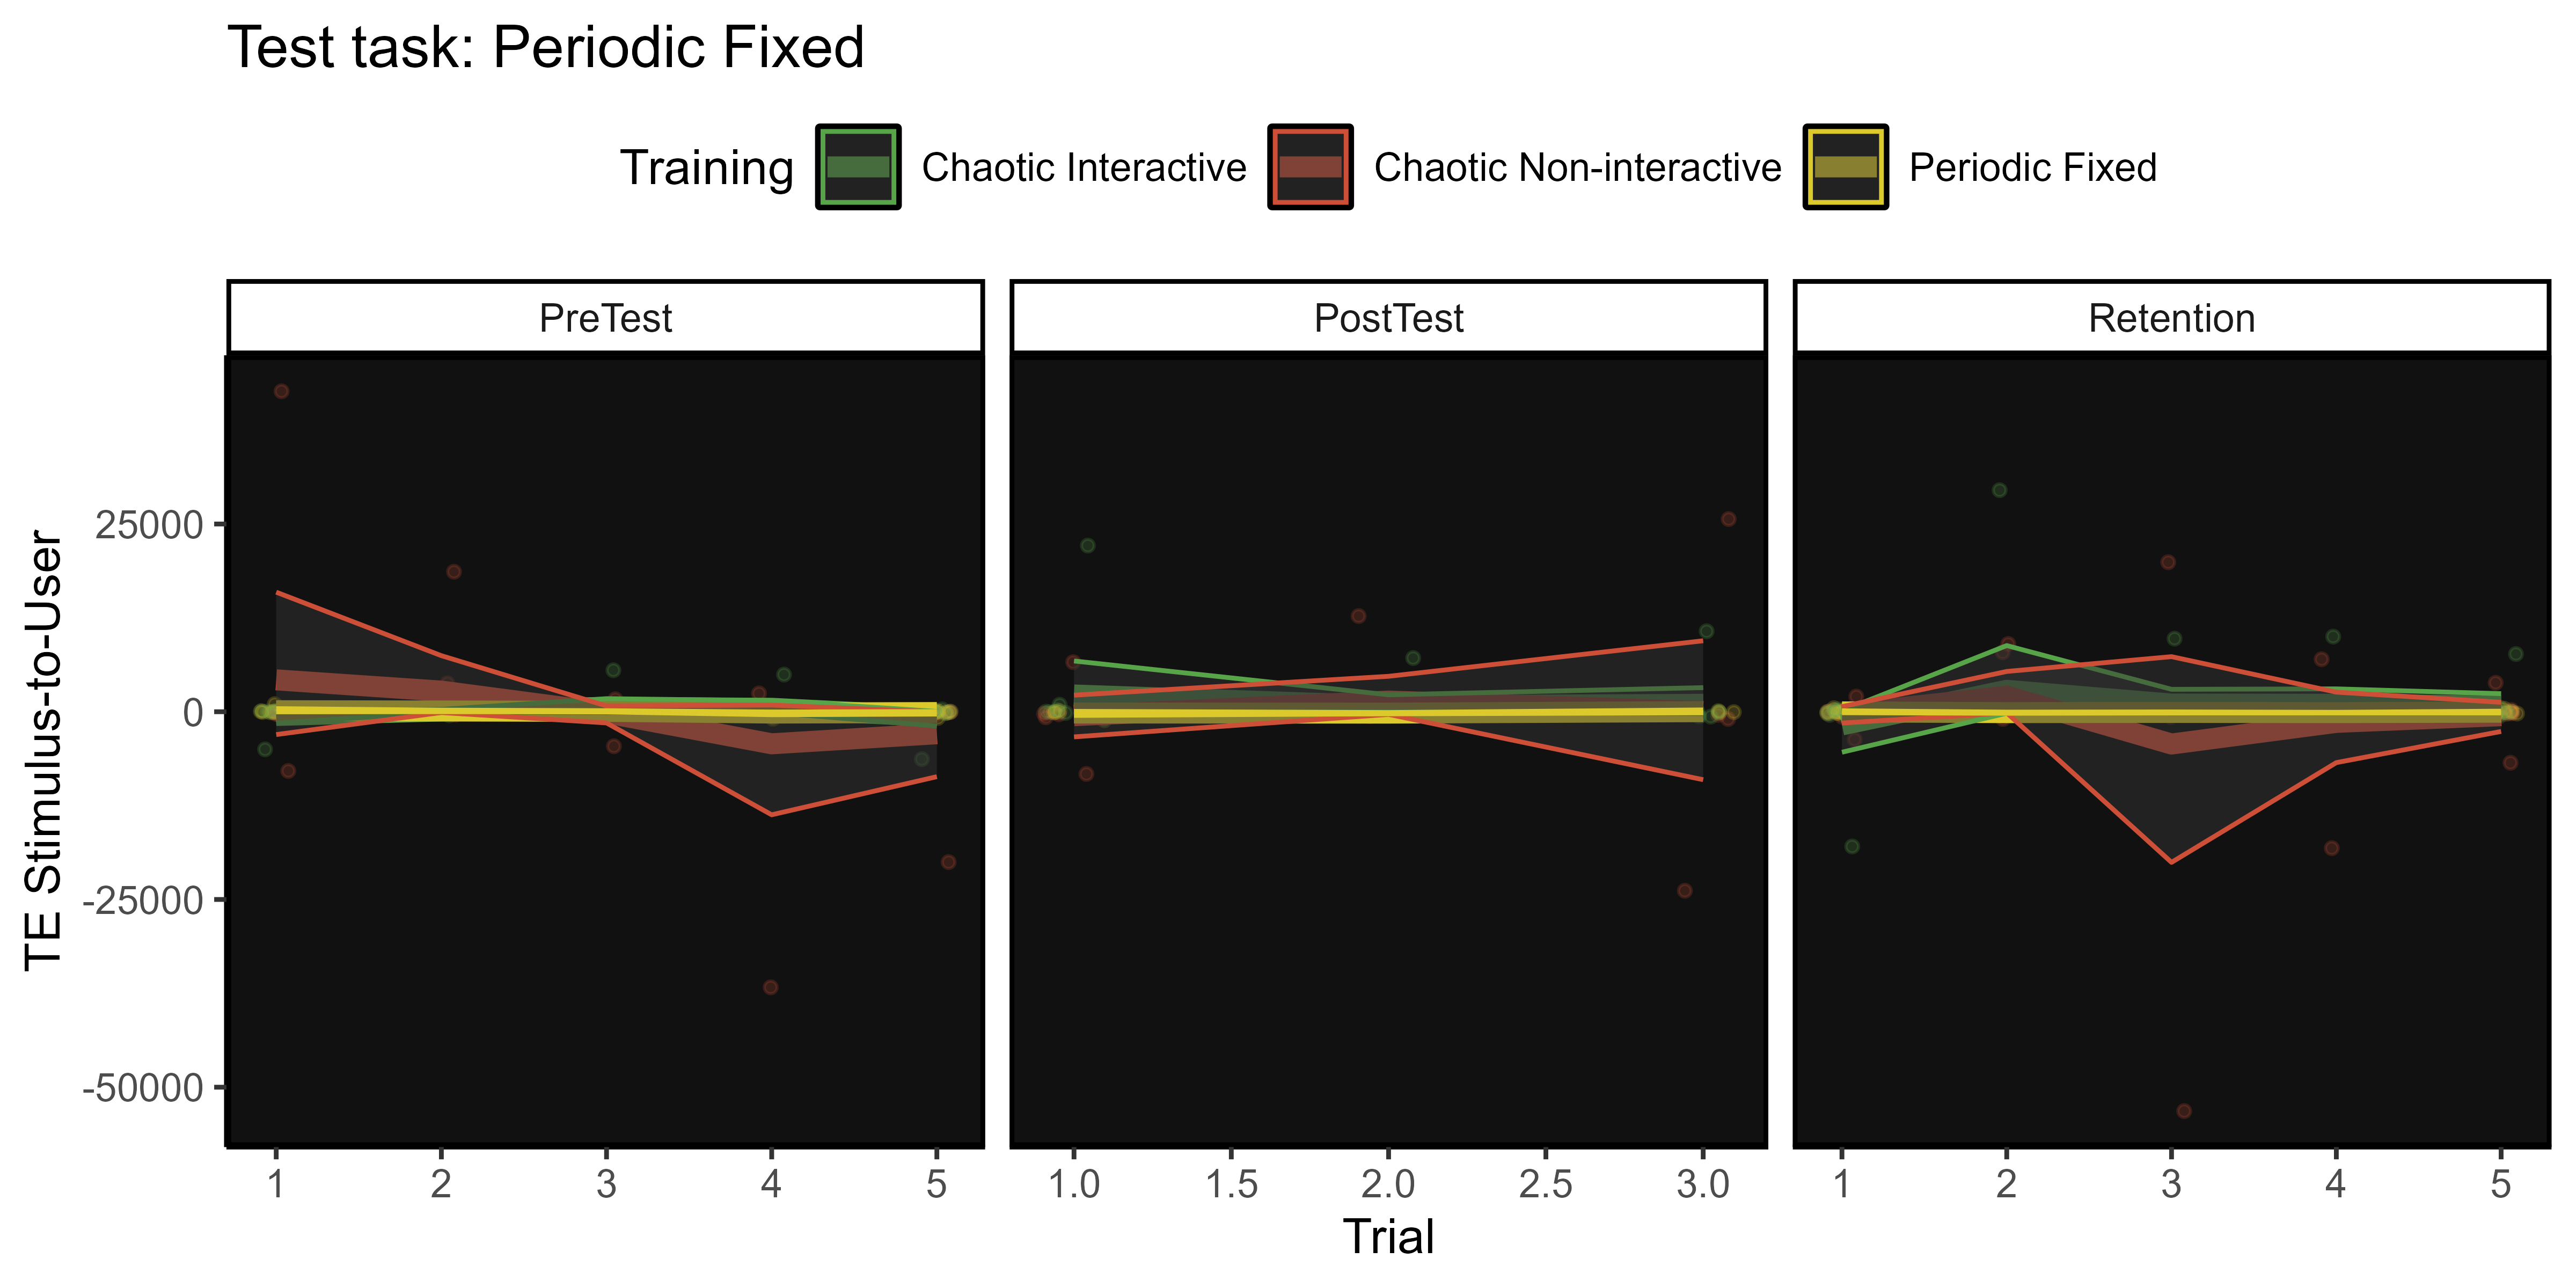 Test task: Periodic Fixed
Training Chaotic Interactive Chaotic Non-interactive Periodic Fixed
PreTest PostTest Retention
TE Stimulus-to-User
25000
0
-25000
-50000
1 2 3 4 5 1.0 1.5 2.0 2.5 3.0 1 2 3 4 5
Trial